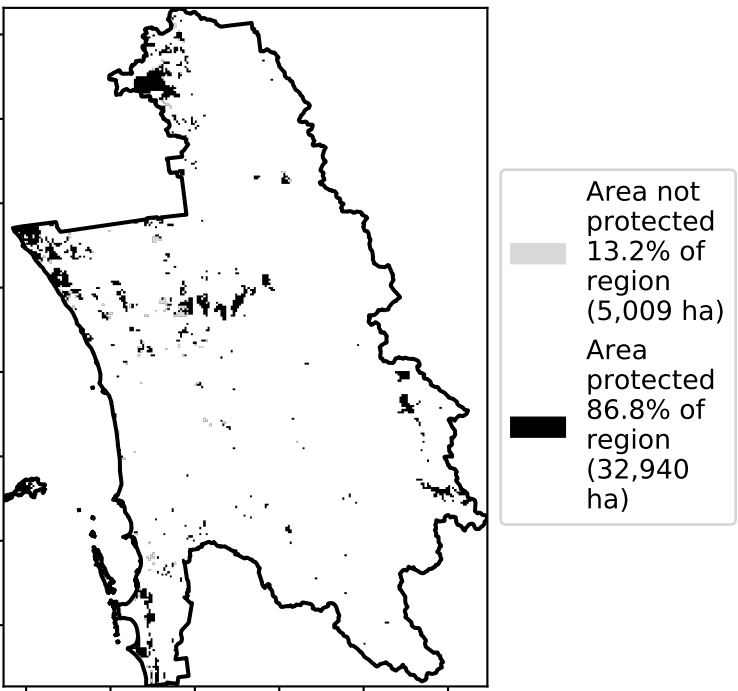 Area not
protected
13.2% of
region
(5,009 ha)
Area
protected
86.8% of
region
(32,940
ha)